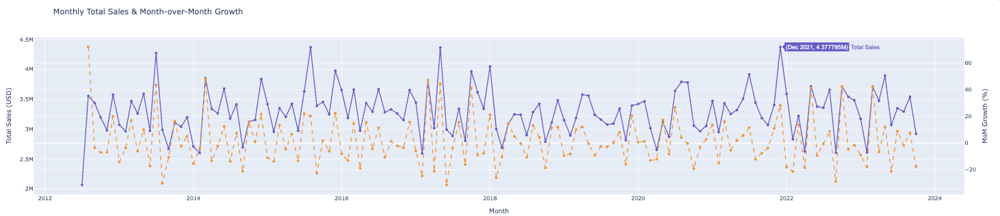 Monthly Total Sales & Month-over-Month Growth
4.5M
4M
3.5M
3M
2.5M
2M
Total Sales (USD)
(Dec 2021, 4.377795M) Total Sales
60
40
20
0
−20
MoM Growth (%)
2012 2014 2016 2018 2020 2022 2024
Month